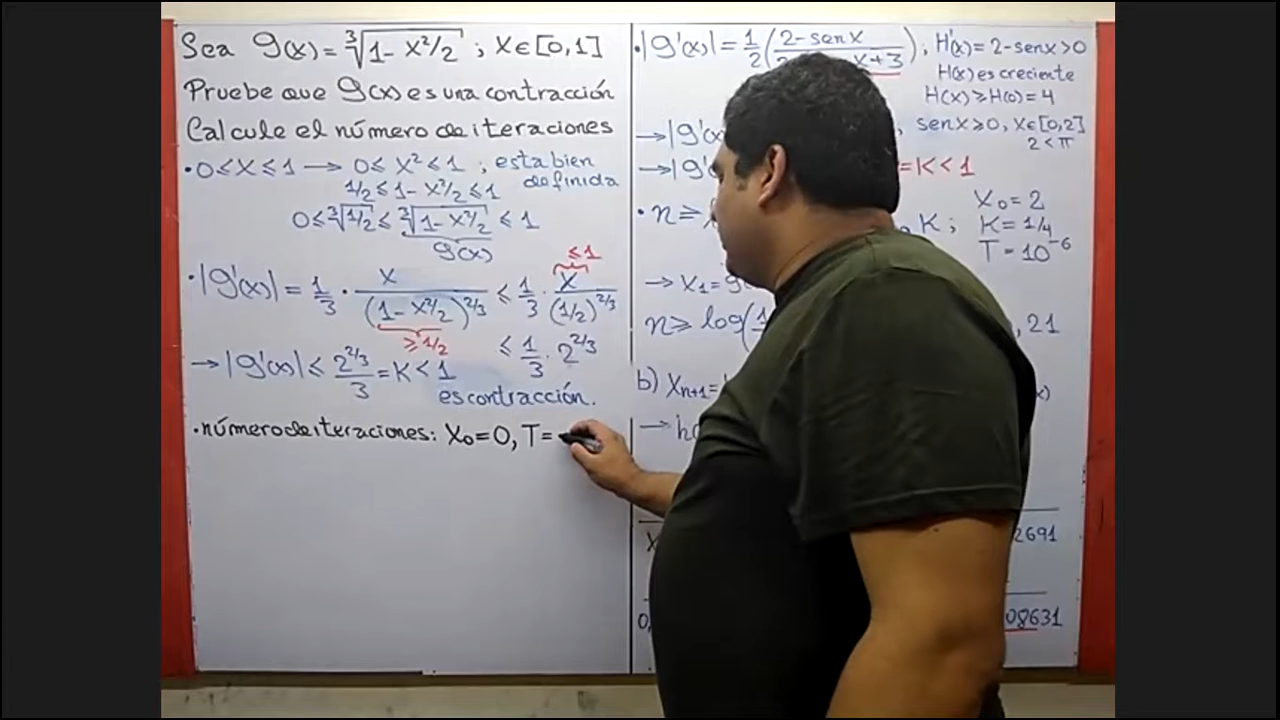 Sea g(x) = ∛(1 - x²/2) ; x ∈ [0,1]
Pruebe que g(x) es una contracción
Calcule el número de iteraciones
• 0 ≤ x ≤ 1 → 0 ≤ x² ≤ 1 ; esta bien definida
1/2 ≤ 1 - x²/2 ≤ 1
0 ≤ ∛(1/2) ≤ ∛(1 - x²/2) ≤ 1
g(x)
≤ 1
• |g'(x)| = 1/3 · x/(1 - x²/2)^(2/3) ≤ 1/3 · x/(1/2)^(2/3)
≥ 1/2
≤ 1/3 · 2^(2/3)
→ |g'(x)| ≤ 2^(2/3)/3 = K < 1
es contracción.
• número de iteraciones: x₀ = 0, T =
• |g'(x)| = 1/2 (2 - sen x / x + 3), H'(x) = 2 - sen x > 0
H(x) es creciente
H(x) ≥ H(0) = 4
→ |g'(x) , sen x ≥ 0, x ∈ [0,2]
2 < π
→ |g' = K < 1
x₀ = 2
• n ≥ K ; K = 1/4
T = 10⁻⁶
→ x₁ = g
n ≥ log(1 , 21
b) xₙ₊₁ = x)
→ h
2691
0, 08631